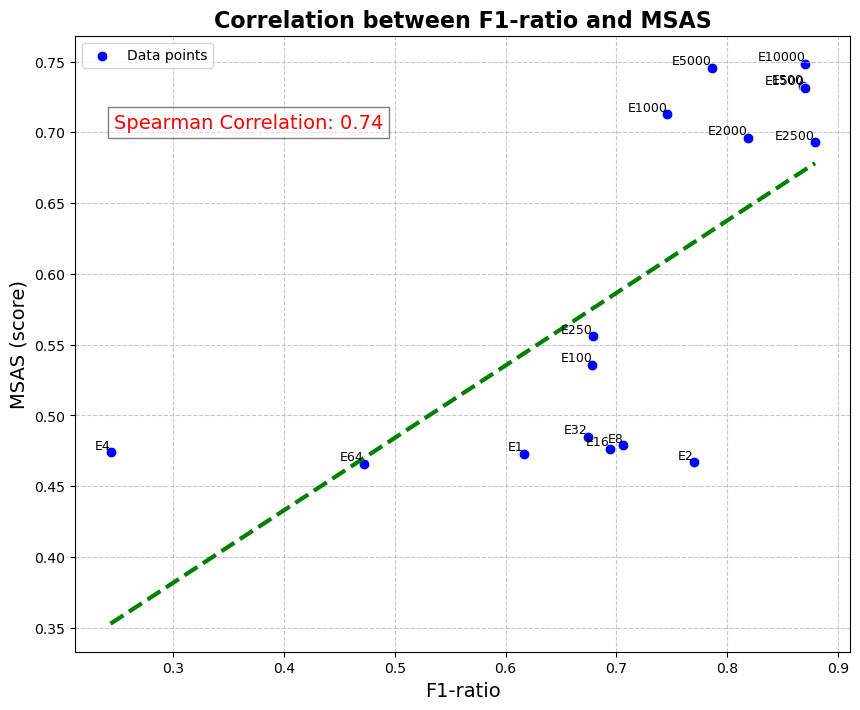 Correlation between F1-ratio and MSAS
Data points
Spearman Correlation: 0.74
E10000
E5000
E500
E1500
E1000
E2000
E2500
E250
E100
E32
E16
E8
E4
E64
E1
E2
0.75
0.70
0.65
0.60
0.55
0.50
0.45
0.40
0.35
MSAS (score)
0.3 0.4 0.5 0.6 0.7 0.8 0.9
F1-ratio